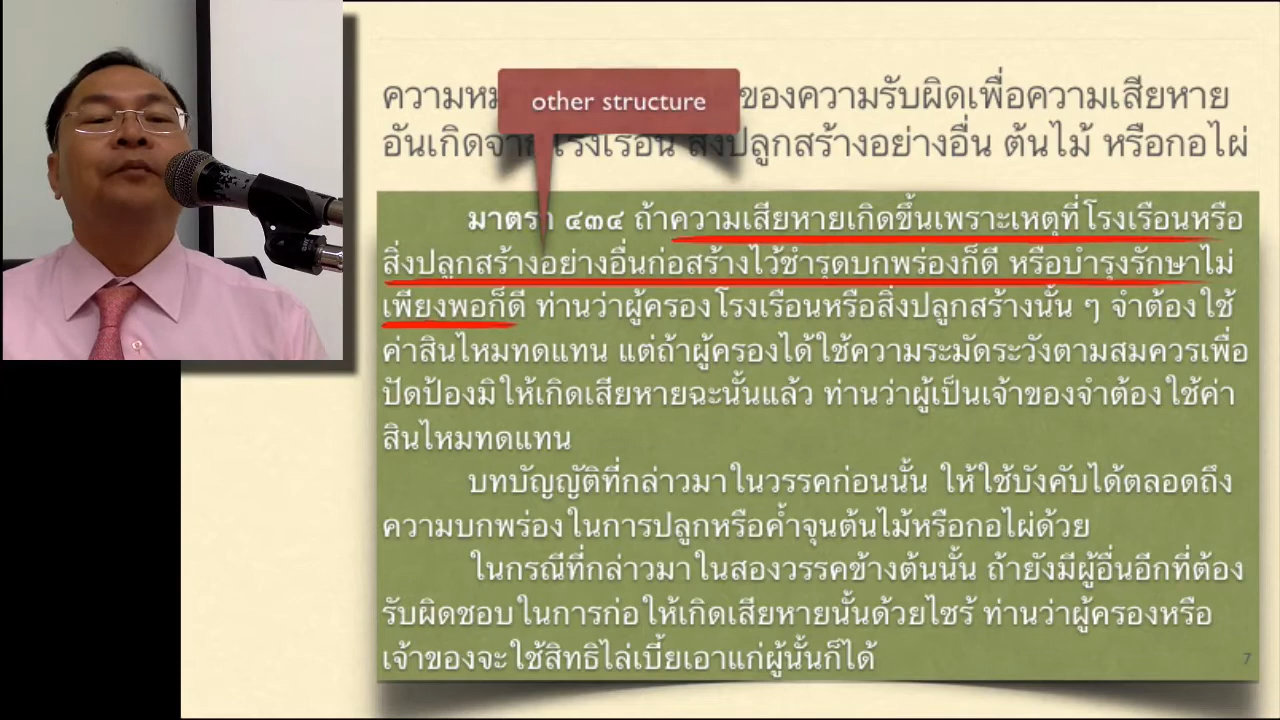 other structure
ความหม ของความรับผิดเพื่อความเสียหาย
อันเกิดจาก โรงเรือน สิ่งปลูกสร้างอย่างอื่น ต้นไม้ หรือกอไผ่
มาตรา ๔๓๔ ถ้าความเสียหายเกิดขึ้นเพราะเหตุที่โรงเรือนหรือ
สิ่งปลูกสร้างอย่างอื่นก่อสร้างไว้ชำรุดบกพร่องก็ดี หรือบำรุงรักษาไม่
เพียงพอก็ดี ท่านว่าผู้ครองโรงเรือนหรือสิ่งปลูกสร้างนั้น ๆ จำต้องใช้
ค่าสินไหมทดแทน แต่ถ้าผู้ครองได้ใช้ความระมัดระวังตามสมควรเพื่อ
ปัดป้องมิให้เกิดเสียหายฉะนั้นแล้ว ท่านว่าผู้เป็นเจ้าของจำต้องใช้ค่า
สินไหมทดแทน
บทบัญญัติที่กล่าวมาในวรรคก่อนนั้น ให้ใช้บังคับได้ตลอดถึง
ความบกพร่องในการปลูกหรือค้ำจุนต้นไม้หรือกอไผ่ด้วย
ในกรณีที่กล่าวมาในสองวรรคข้างต้นนั้น ถ้ายังมีผู้อื่นอีกที่ต้อง
รับผิดชอบในการก่อให้เกิดเสียหายนั้นด้วยไซร้ ท่านว่าผู้ครองหรือ
เจ้าของจะใช้สิทธิไล่เบี้ยเอาแก่ผู้นั้นก็ได้
7